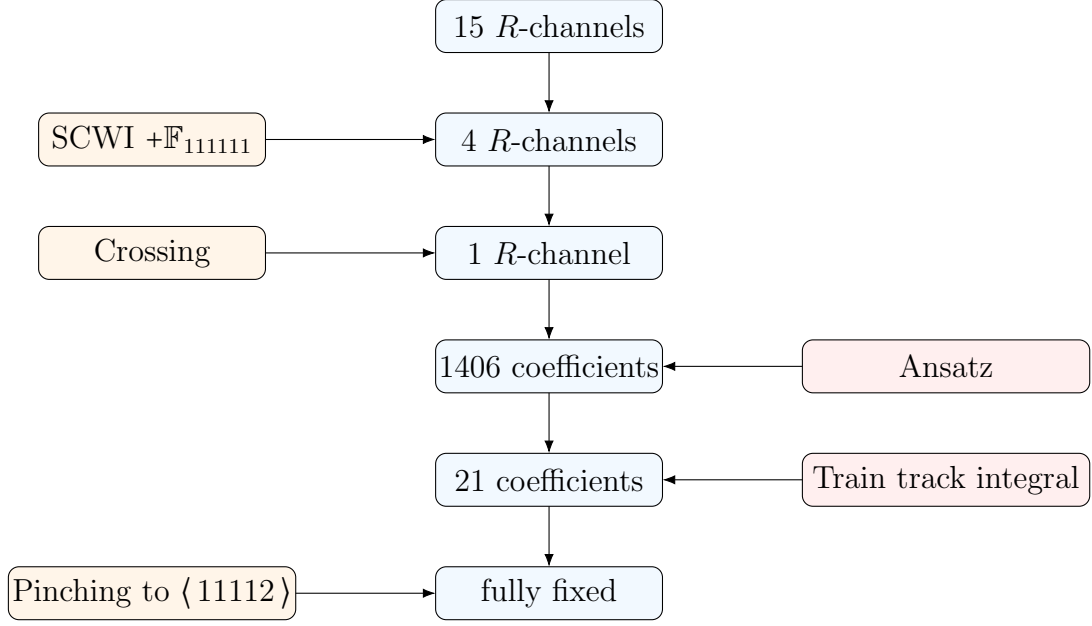 15 R-channels
SCWI +𝔽₁₁₁₁₁₁
4 R-channels
Crossing
1 R-channel
1406 coefficients
Ansatz
21 coefficients
Train track integral
Pinching to ⟨11112⟩
fully fixed